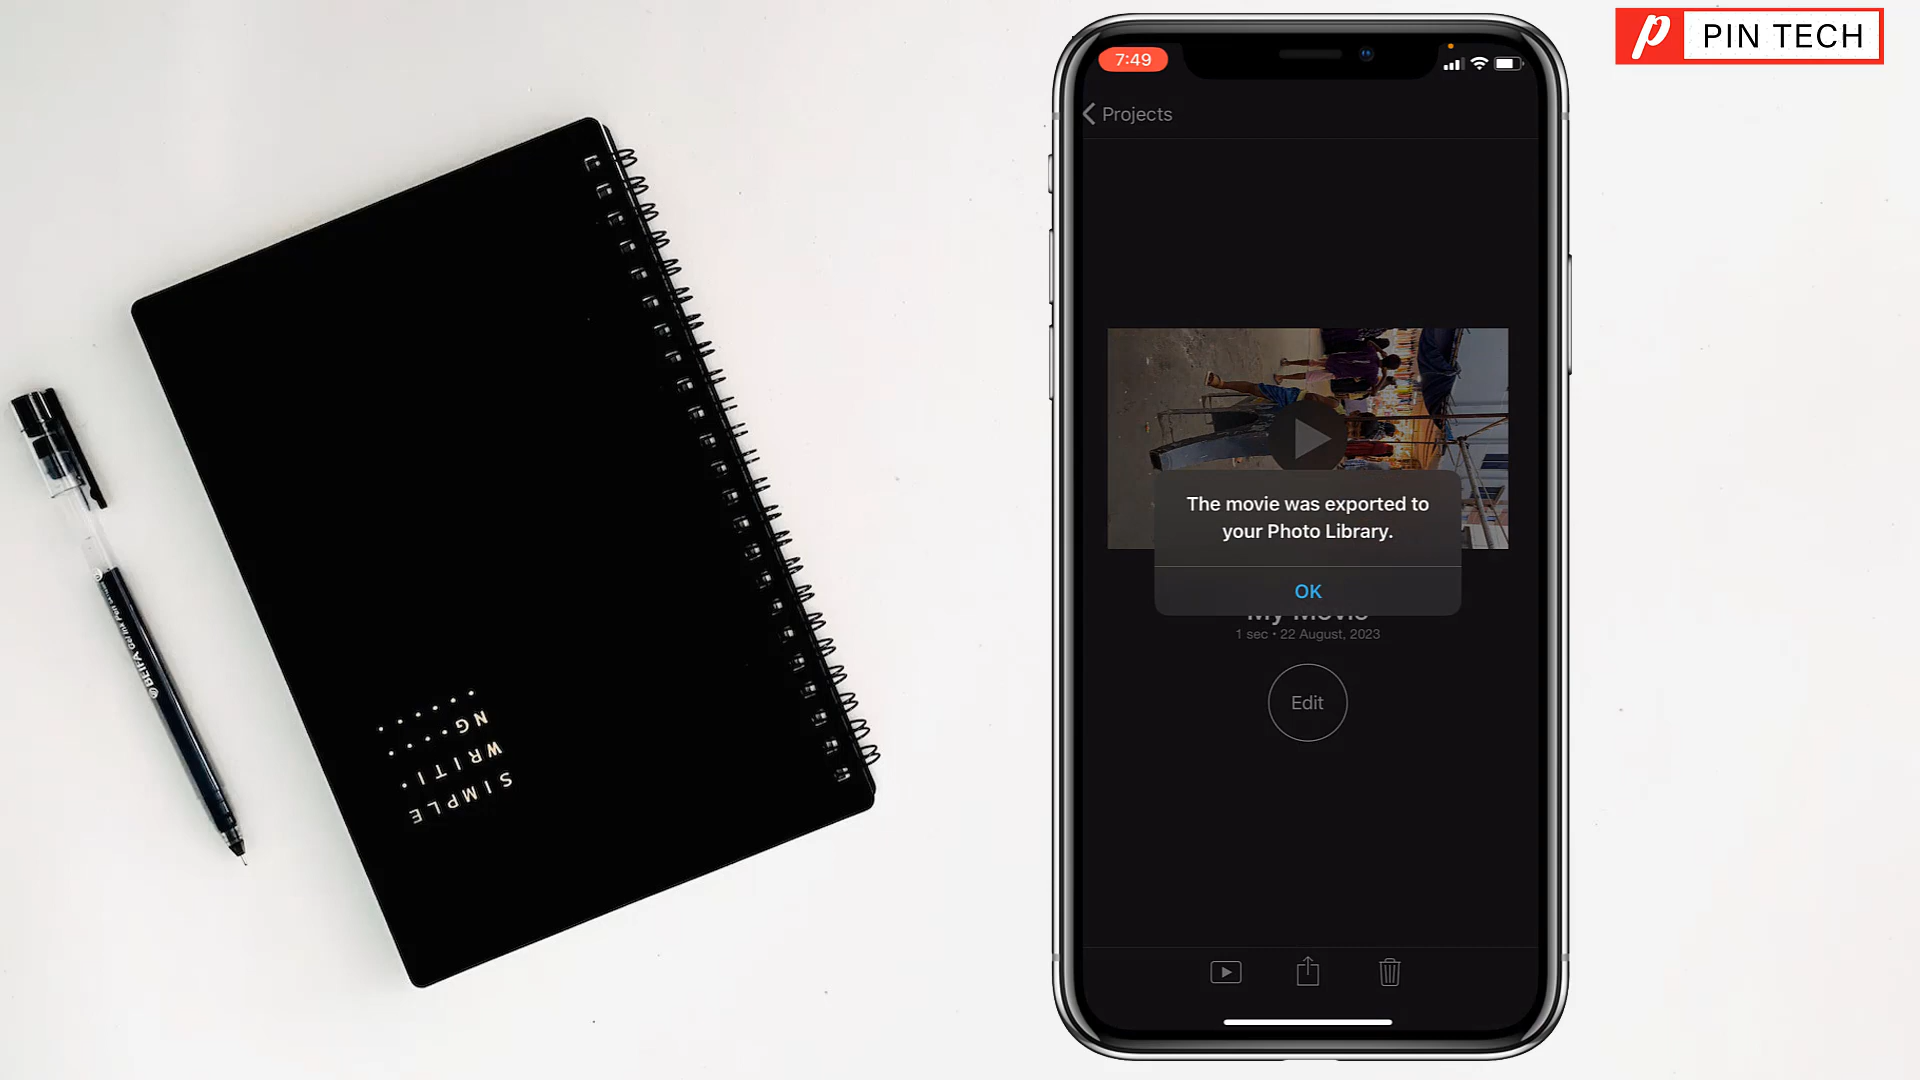 PIN TECH
7:49
Projects
The movie was exported to
your Photo Library.
OK
1 sec • 22 August, 2023
Edit
SIMPLE
WRITI
NG